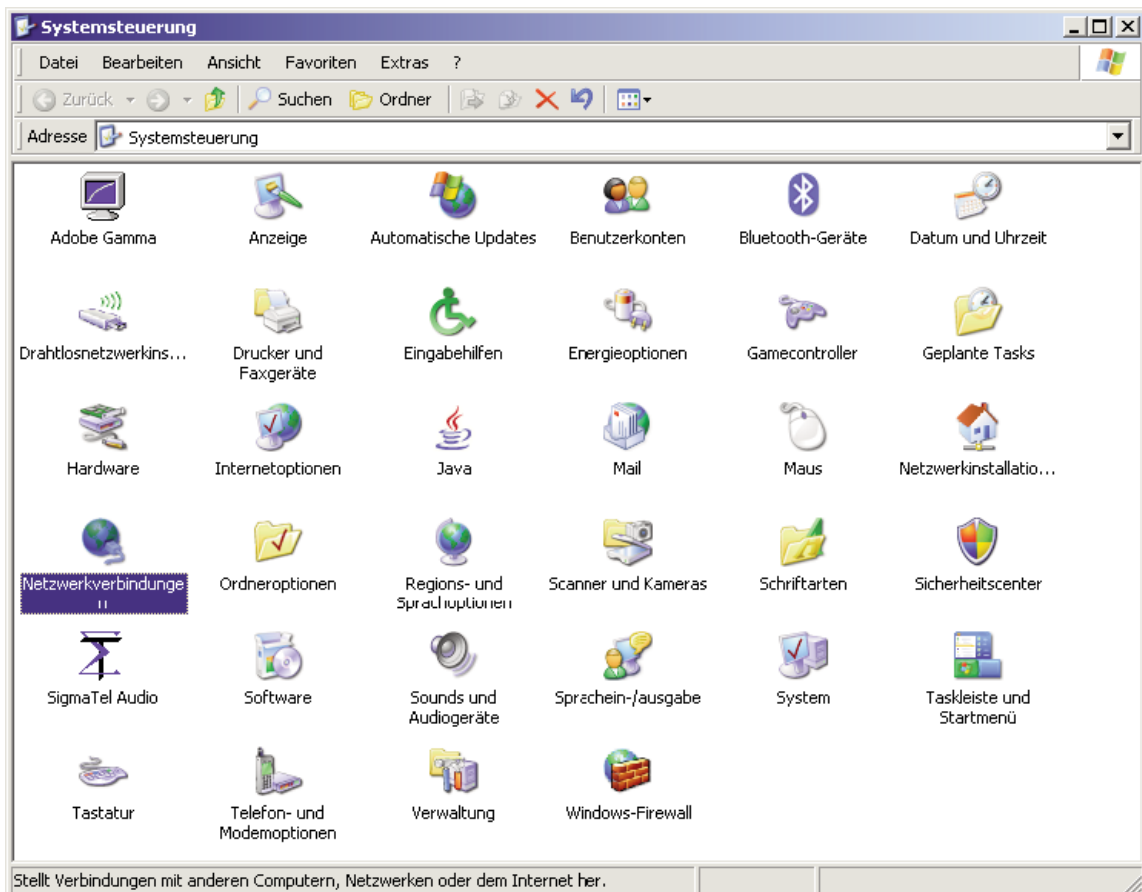 Systemsteuerung
Datei Bearbeiten Ansicht Favoriten Extras ?
Zurück Suchen Ordner
Adresse Systemsteuerung
Adobe Gamma Anzeige Automatische Updates Benutzerkonten Bluetooth-Geräte Datum und Uhrzeit
Drahtlosnetzwerkins... Drucker und Eingabehilfen Energieoptionen Gamecontroller Geplante Tasks
Faxgeräte
Hardware Internetoptionen Java Mail Maus Netzwerkinstallatio...
Netzwerkverbindunge Ordneroptionen Regions- und Scanner und Kameras Schriftarten Sicherheitscenter
n Sprachoptionen
SigmaTel Audio Software Sounds und Sprachein-/ausgabe System Taskleiste und
Audiogeräte Startmenü
Tastatur Telefon- und Verwaltung Windows-Firewall
Modemoptionen
Stellt Verbindungen mit anderen Computern, Netzwerken oder dem Internet her.